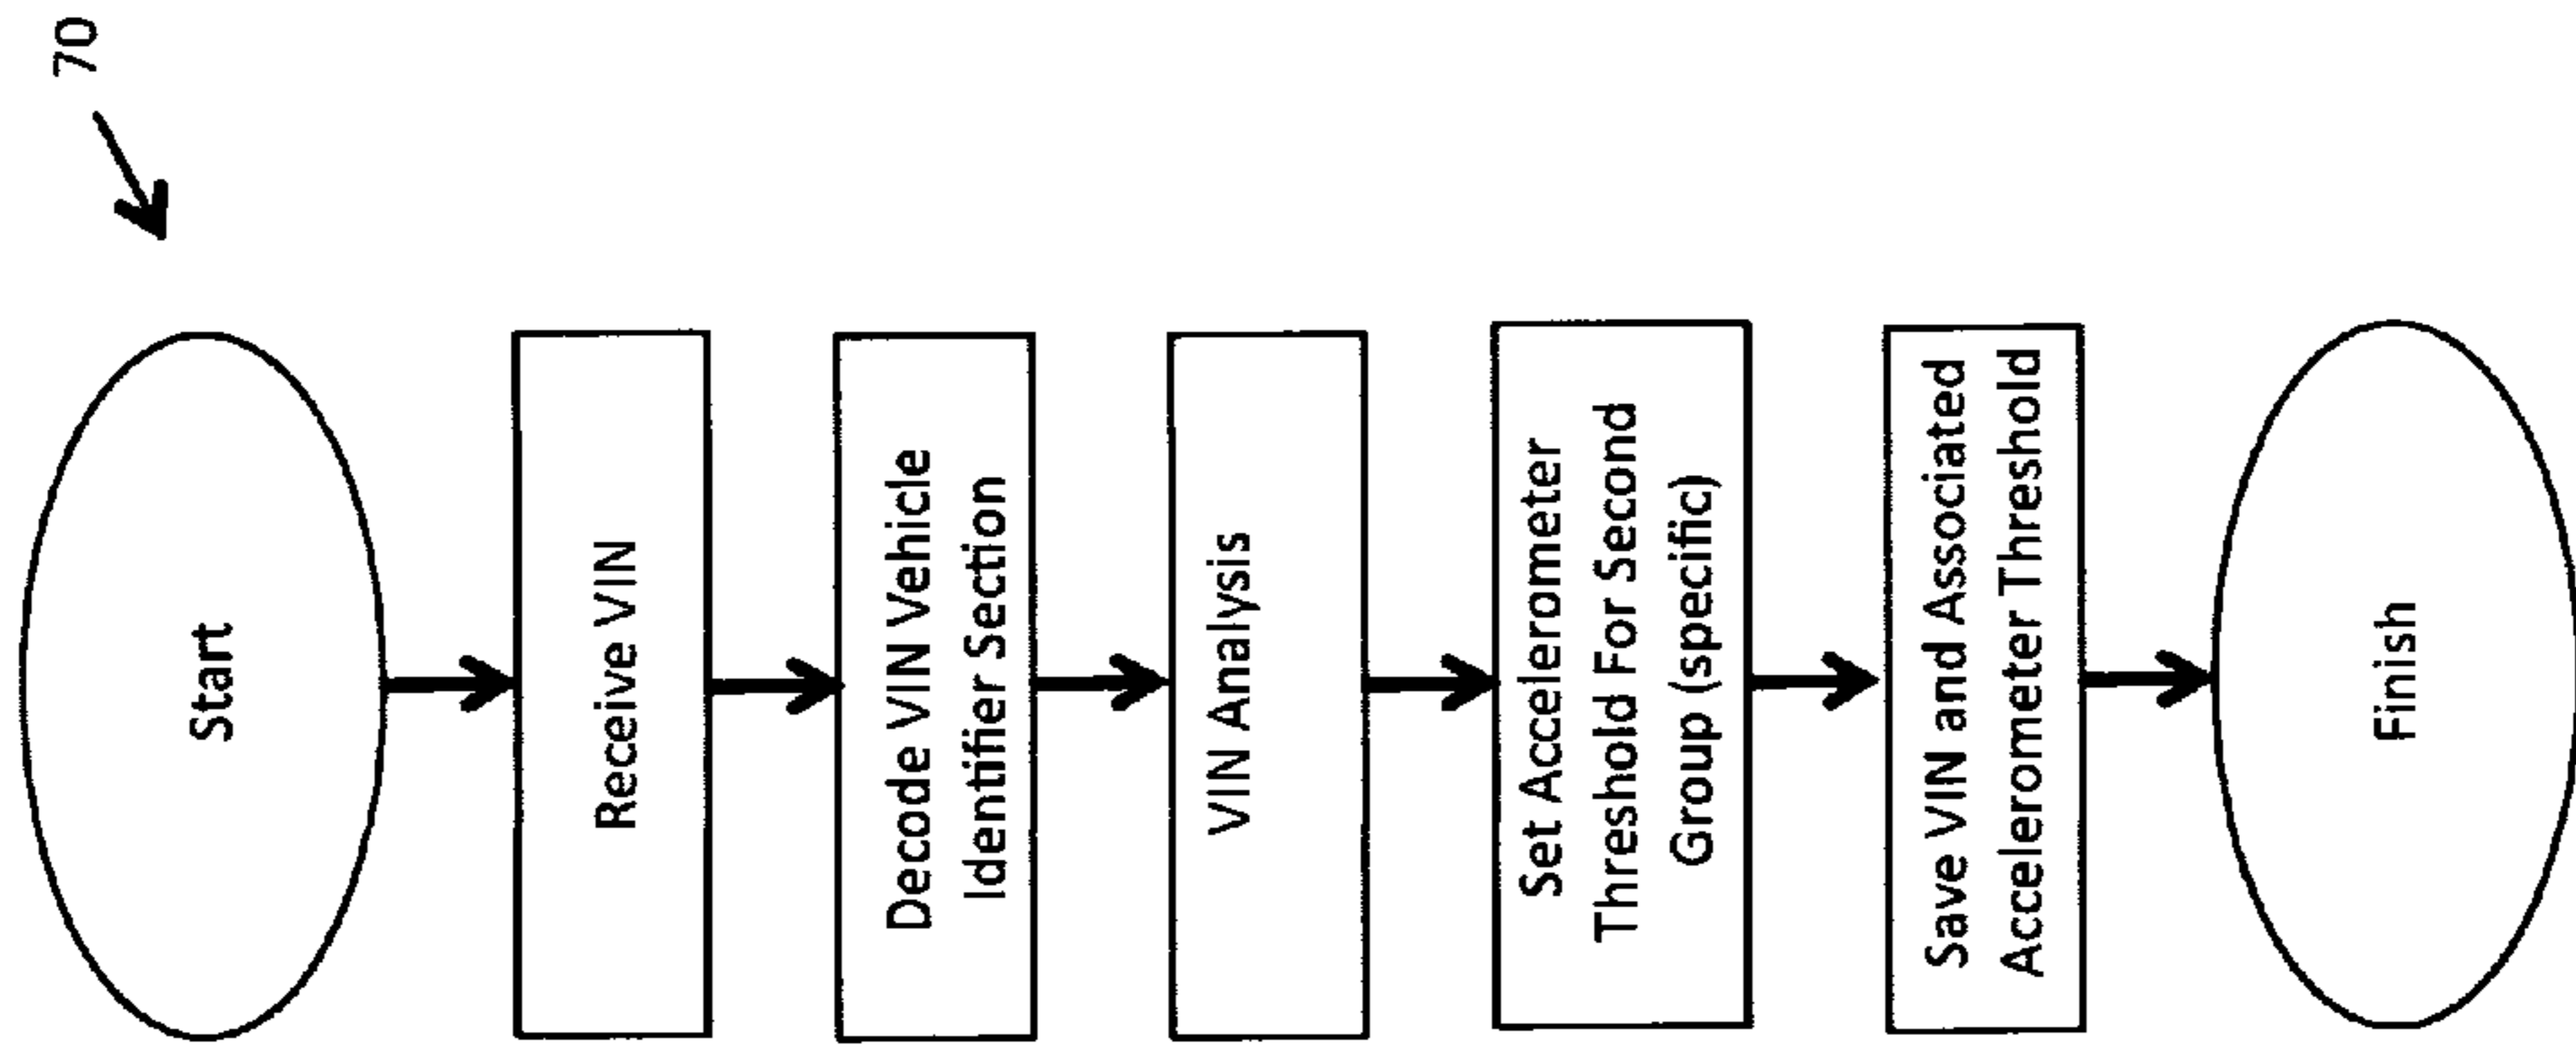 70
Start
Receive VIN
Decode VIN Vehicle
Identifier Section
VIN Analysis
Set Accelerometer
Threshold For Second
Group (specific)
Save VIN and Associated
Accelerometer Threshold
Finish